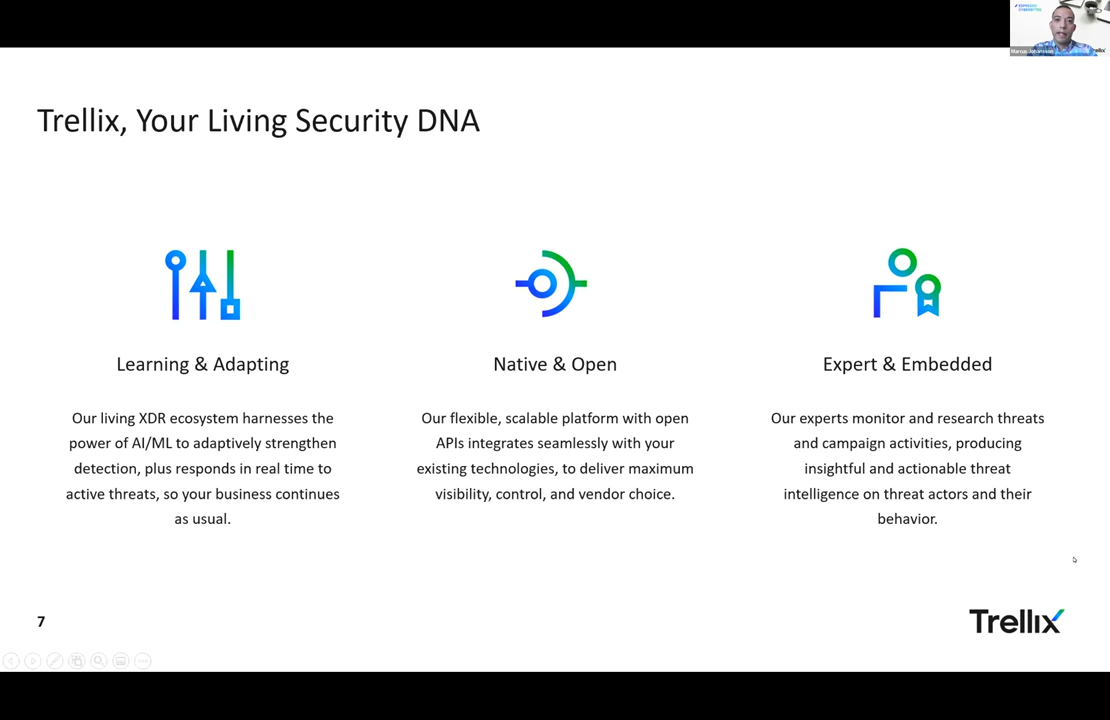 Trellix, Your Living Security DNA
Learning & Adapting
Our living XDR ecosystem harnesses the
power of AI/ML to adaptively strengthen
detection, plus responds in real time to
active threats, so your business continues
as usual.
Native & Open
Our flexible, scalable platform with open
APIs integrates seamlessly with your
existing technologies, to deliver maximum
visibility, control, and vendor choice.
Expert & Embedded
Our experts monitor and research threats
and campaign activities, producing
insightful and actionable threat
intelligence on threat actors and their
behavior.
7
Trellix